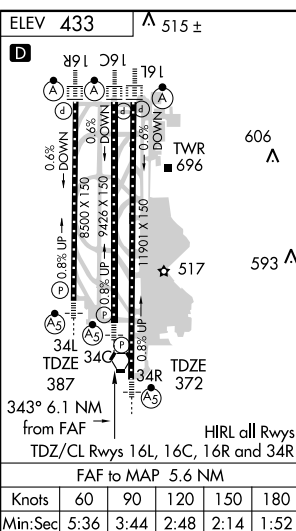 ELEV 433
515 ±
D
16R
16C
16L
A
A
A
P
P
P
0.6% DOWN
0.6% DOWN
0.6% DOWN
TWR
696
606
8500 X 150
9426 X 150
11901 X 150
517
593
0.8% UP
0.8% UP
0.8% UP
P
P
P
A5
A5
34L
TDZE
387
34C
34R
TDZE
372
A5
343° 6.1 NM
from FAF
HIRL all Rwys
TDZ/CL Rwys 16L, 16C, 16R and 34R
FAF to MAP 5.6 NM
Knots 60 90 120 150 180
Min:Sec 5:36 3:44 2:48 2:14 1:52